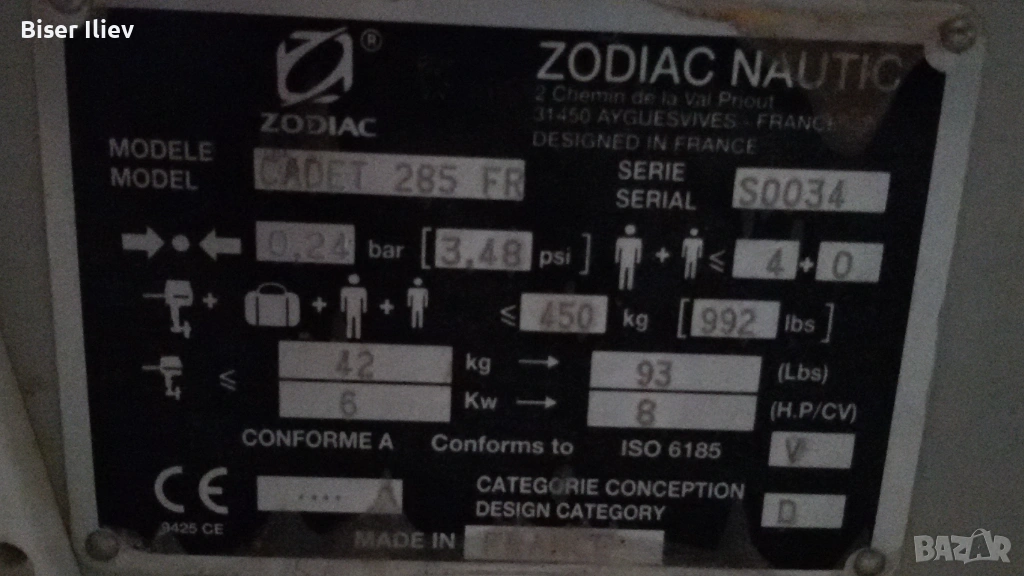 Biser Iliev
®
ZODIAC NAUTIC
2 Chemin de la Val Priout
31450 AYGUESVIVES - FRANCE
DESIGNED IN FRANCE
ZODIAC
MODELE
MODEL
CADET 285 FR
SERIE
SERIAL
S0034
0,24 bar [3,48 psi]
+ ≤ 4 + 0
+ + + ≤ 450 kg [992 lbs]
≤ 42 kg → 93 (Lbs)
6 Kw → 8 (H.P/CV)
CONFORME A Conforms to ISO 6185 V
CE .... A
0425 CE
CATEGORIE CONCEPTION
DESIGN CATEGORY
D
MADE IN FRANCE
BAZAR